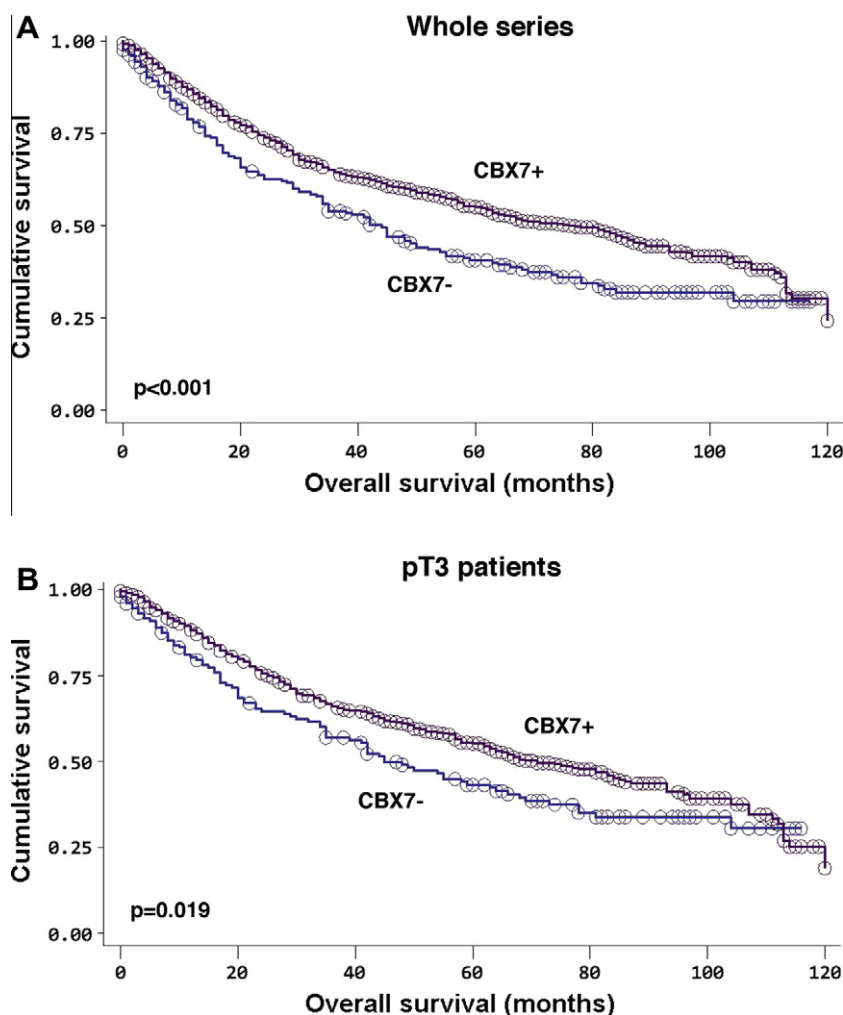 A
Whole series
1.00
0.75
0.50
0.25
0.00
Cumulative survival
CBX7+
CBX7-
p<0.001
0 20 40 60 80 100 120
Overall survival (months)
B
pT3 patients
1.00
0.75
0.50
0.25
0.00
Cumulative survival
CBX7+
CBX7-
p=0.019
0 20 40 60 80 100 120
Overall survival (months)